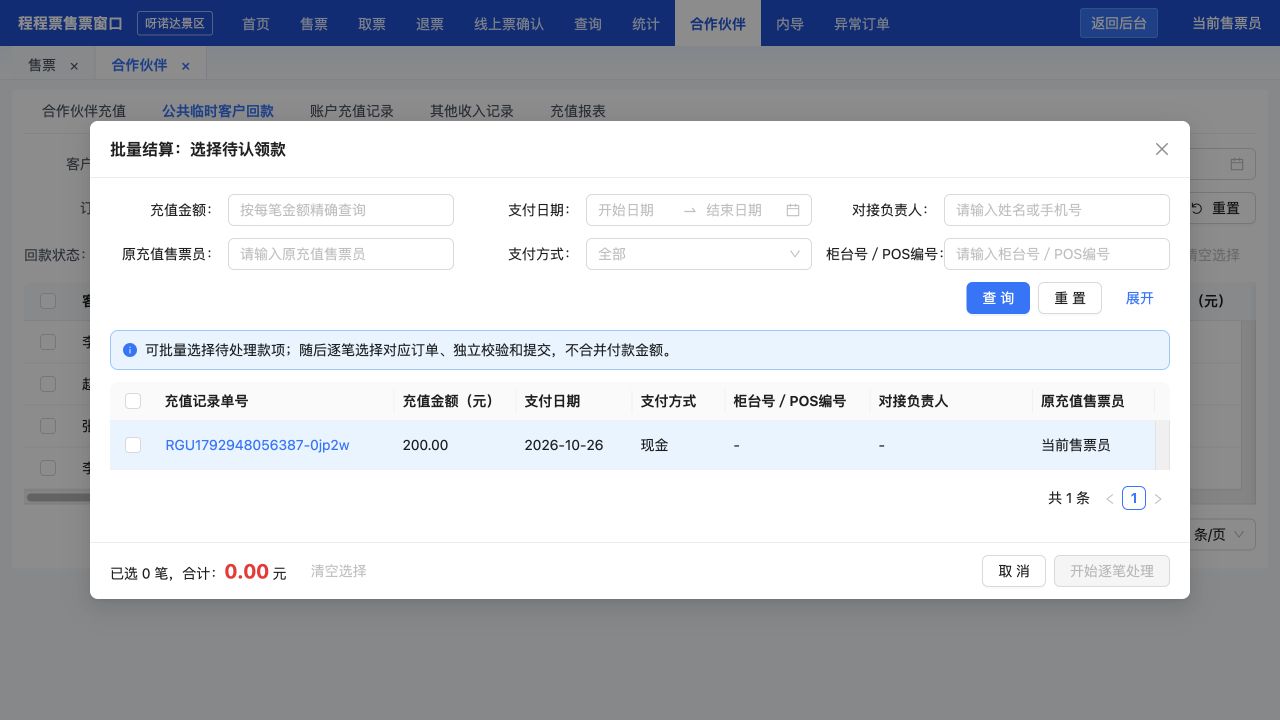 程程票售票窗口 呀诺达景区 首页 售票 取票 退票 线上票确认 查询 统计 合作伙伴 内导 异常订单 返回后台 当前售票员
售票 × 合作伙伴 ×
合作伙伴充值 公共临时客户回款 账户充值记录 其他收入记录 充值报表
批量结算：选择待认领款
客户
充值金额： 按每笔金额精确查询 支付日期： 开始日期 → 结束日期 对接负责人： 请输入姓名或手机号
订 重置
原充值售票员： 请输入原充值售票员 支付方式： 全部 柜台号 / POS编号： 请输入柜台号 / POS编号
回款状态： 清空选择
查 询 重 置 展开
（元）
可批量选择待处理款项；随后逐笔选择对应订单、独立校验和提交，不合并付款金额。
充值记录单号 充值金额（元） 支付日期 支付方式 柜台号 / POS编号 对接负责人 原充值售票员
RGU1792948056387-0jp2w 200.00 2026-10-26 现金 - - 当前售票员
共 1 条 < 1 >
条/页
已选 0 笔，合计： 0.00 元 清空选择 取 消 开始逐笔处理